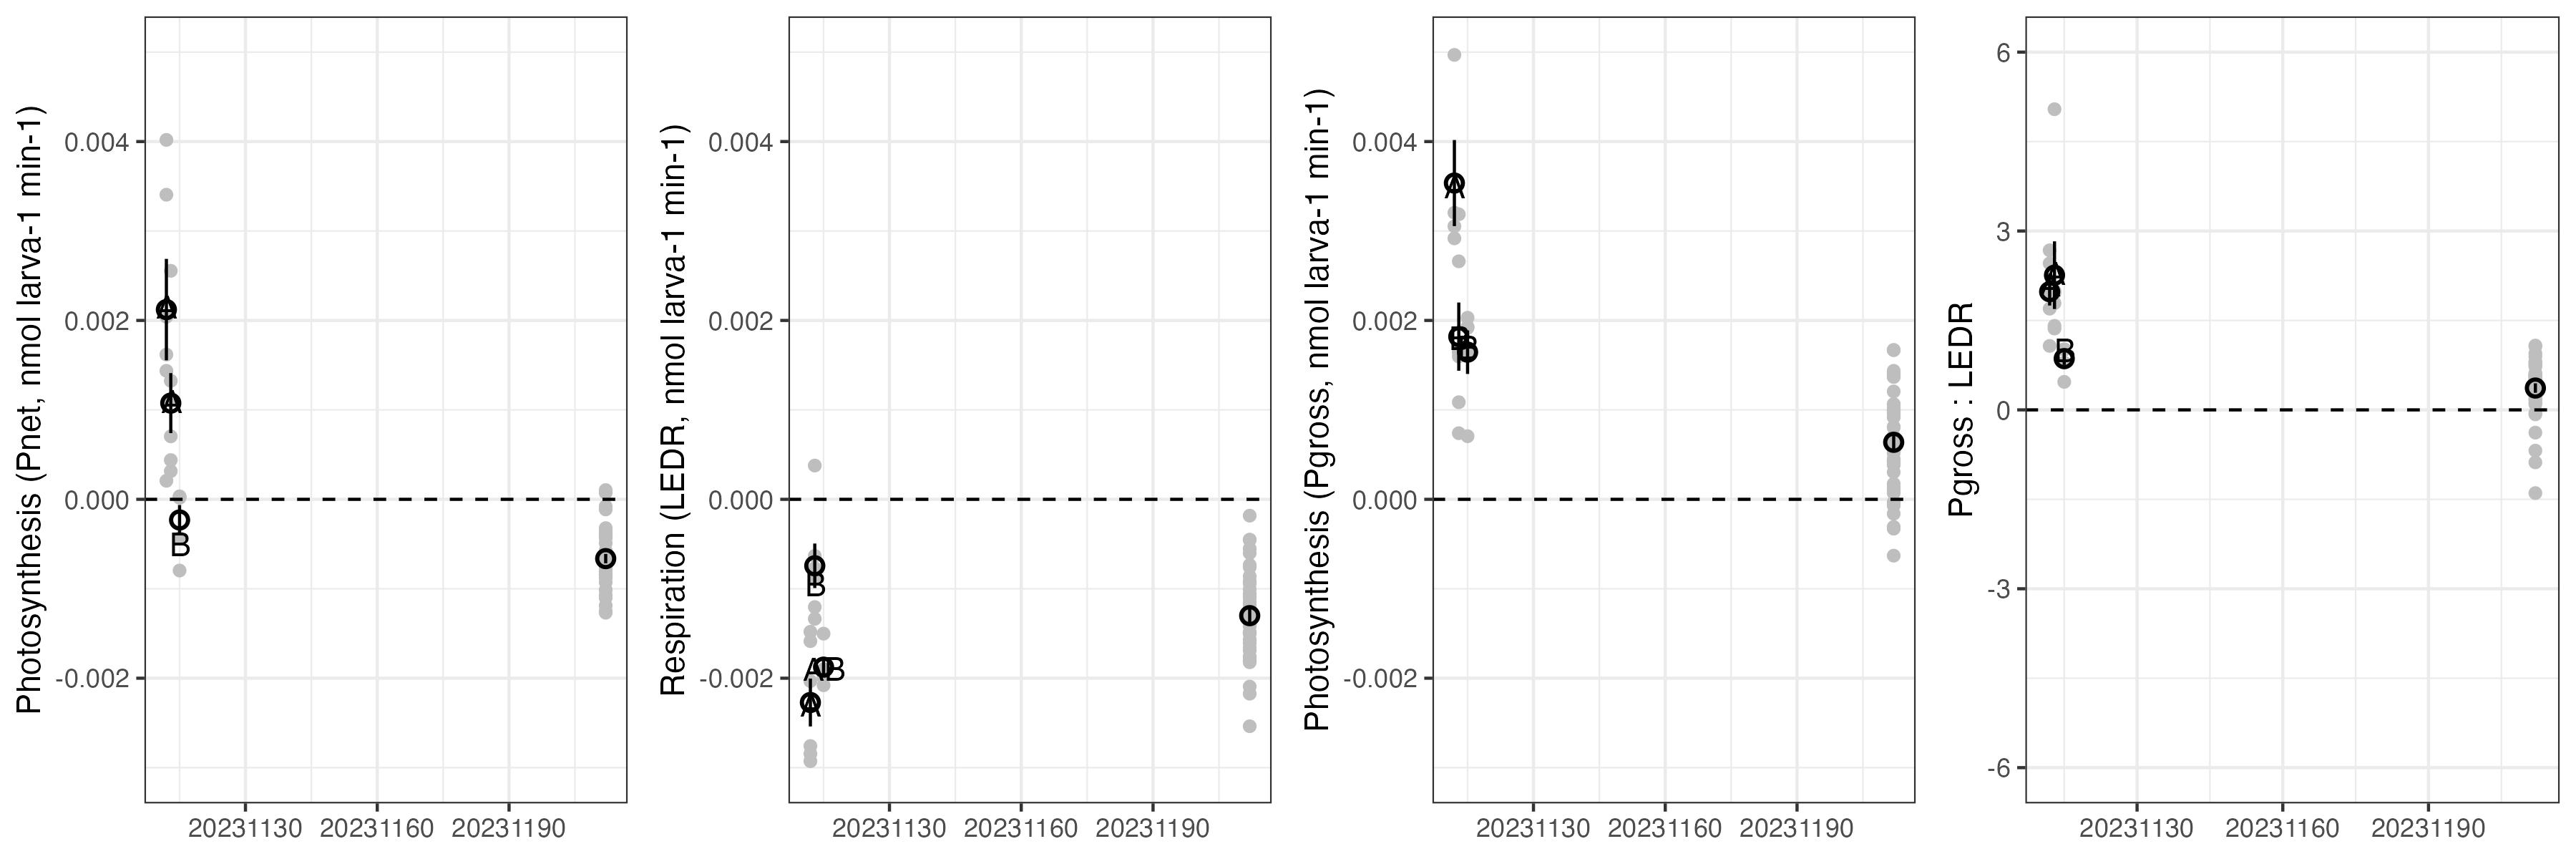 Photosynthesis (Pnet, nmol larva-1 min-1)
0.004
0.002
0.000
-0.002
A
A
B
20231130 20231160 20231190
Respiration (LEDR, nmol larva-1 min-1)
0.004
0.002
0.000
-0.002
B
AB
A
20231130 20231160 20231190
Photosynthesis (Pgross, nmol larva-1 min-1)
0.004
0.002
0.000
-0.002
A
B
B
20231130 20231160 20231190
Pgross : LEDR
6
3
0
-3
-6
A
A
B
20231130 20231160 20231190